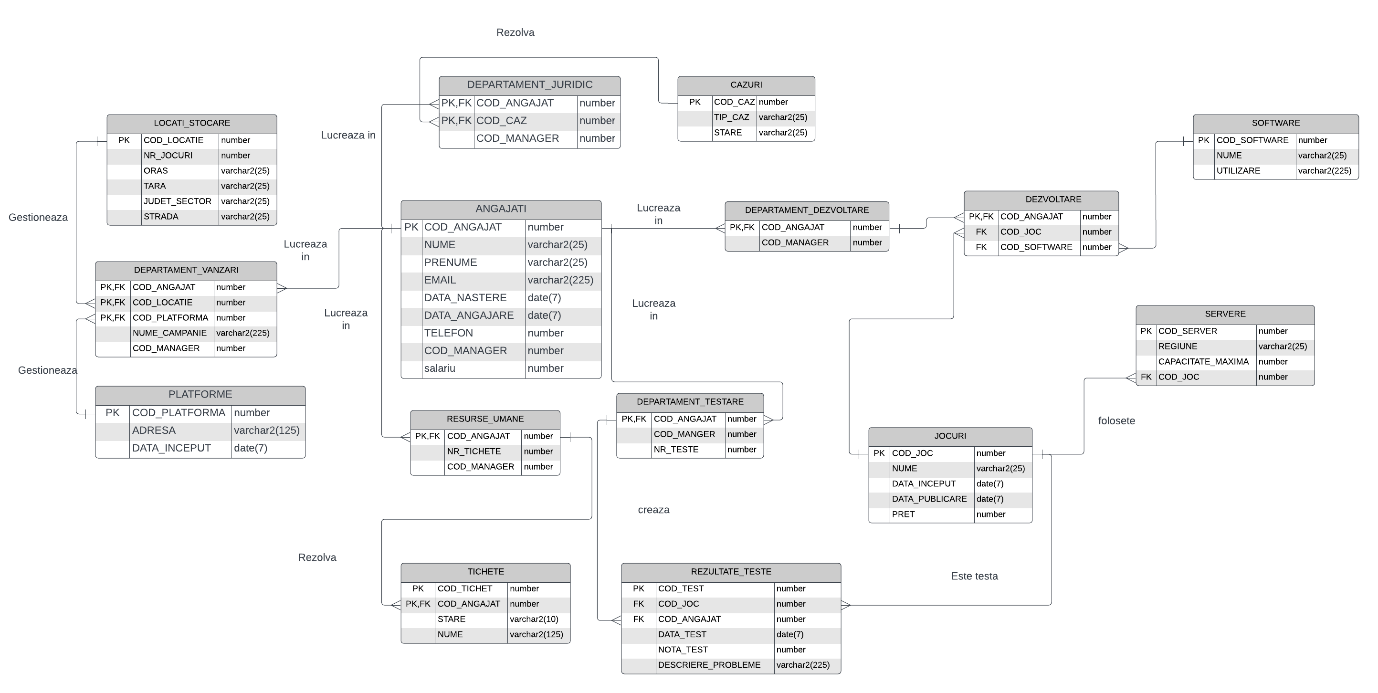 Rezolva
DEPARTAMENT_JURIDIC
PK,FK COD_ANGAJAT number
PK,FK COD_CAZ number
COD_MANAGER number
CAZURI
PK COD_CAZ number
TIP_CAZ varchar2(25)
STARE varchar2(25)
Lucreaza in
LOCATI_STOCARE
PK COD_LOCATIE number
NR_JOCURI number
ORAS varchar2(25)
TARA varchar2(25)
JUDET_SECTOR varchar2(25)
STRADA varchar2(25)
SOFTWARE
PK COD_SOFTWARE number
NUME varchar2(25)
UTILIZARE varchar2(225)
Gestioneaza
Lucreaza
in
ANGAJATI
PK COD_ANGAJAT number
NUME varchar2(25)
PRENUME varchar2(25)
EMAIL varchar2(225)
DATA_NASTERE date(7)
DATA_ANGAJARE date(7)
TELEFON number
COD_MANAGER number
salariu number
Lucreaza
in
DEPARTAMENT_DEZVOLTARE
PK,FK COD_ANGAJAT number
COD_MANAGER number
DEZVOLTARE
PK,FK COD_ANGAJAT number
FK COD_JOC number
FK COD_SOFTWARE number
DEPARTAMENT_VANZARI
PK,FK COD_ANGAJAT number
PK,FK COD_LOCATIE number
PK,FK COD_PLATFORMA number
NUME_CAMPANIE varchar2(225)
COD_MANAGER number
Lucreaza
in
Lucreaza
in
SERVERE
PK COD_SERVER number
REGIUNE varchar2(25)
CAPACITATE_MAXIMA number
FK COD_JOC number
Gestioneaza
PLATFORME
PK COD_PLATFORMA number
ADRESA varchar2(125)
DATA_INCEPUT date(7)
RESURSE_UMANE
PK,FK COD_ANGAJAT number
NR_TICHETE number
COD_MANAGER number
DEPARTAMENT_TESTARE
PK,FK COD_ANGAJAT number
COD_MANGER number
NR_TESTE number
folosete
JOCURI
PK COD_JOC number
NUME varchar2(25)
DATA_INCEPUT date(7)
DATA_PUBLICARE date(7)
PRET number
creaza
Rezolva
TICHETE
PK COD_TICHET number
PK,FK COD_ANGAJAT number
STARE varchar2(10)
NUME varchar2(125)
REZULTATE_TESTE
PK COD_TEST number
FK COD_JOC number
FK COD_ANGAJAT number
DATA_TEST date(7)
NOTA_TEST number
DESCRIERE_PROBLEME varchar2(225)
Este testa